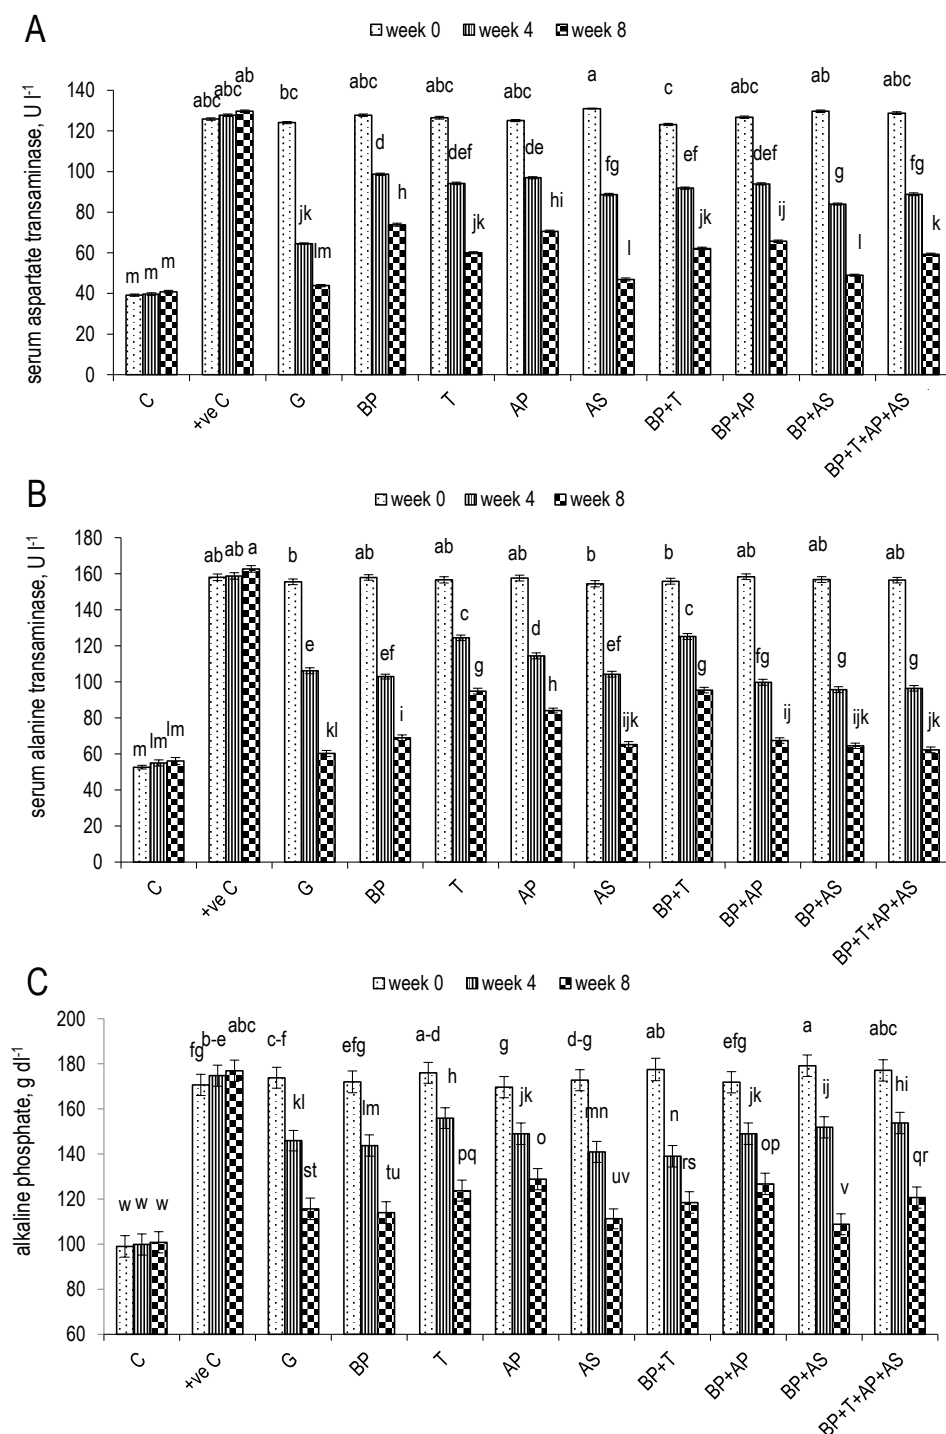 A
week 0 week 4 week 8
serum aspartate transaminase, U l-1
140
120
100
80
60
40
20
0
m m m
abc abc ab
bc jk lm
abc d h
abc def jk
abc de hi
a fg l
c ef jk
abc def ij
ab g l
abc fg k
C +ve C G BP T AP AS BP+T BP+AP BP+AS BP+T+AP+AS
B
week 0 week 4 week 8
serum alanine transaminase, U l-1
180
160
140
120
100
80
60
40
20
0
m lm lm
ab ab a
b e kl
ab ef i
ab c g
ab d h
b ef ijk
b c g
ab fg ij
ab g ijk
ab g jk
C +ve C G BP T AP AS BP+T BP+AP BP+AS BP+T+AP+AS
C
week 0 week 4 week 8
alkaline phosphate, g dl-1
200
180
160
140
120
100
80
60
w w w
fg b-e abc
c-f kl st
efg lm tu
a-d h pq
g jk o
d-g mn uv
ab n rs
efg jk op
a ij v
abc hi qr
C +ve C G BP T AP AS BP+T BP+AP BP+AS BP+T+AP+AS